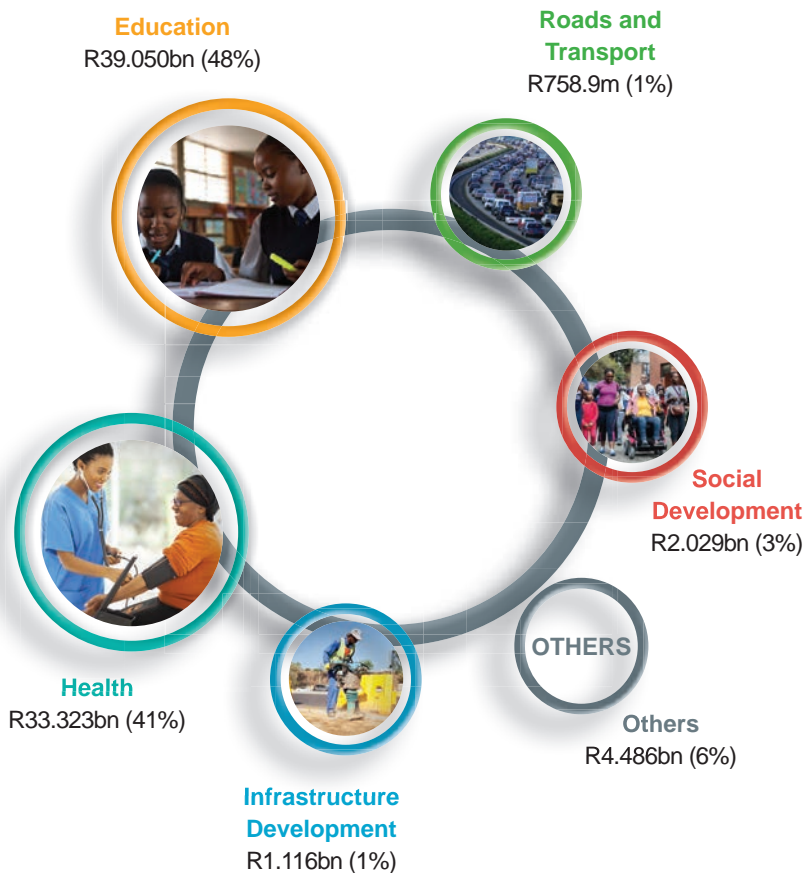 Education
R39.050bn (48%)
Roads and
Transport
R758.9m (1%)
Social
Development
R2.029bn (3%)
OTHERS
Others
R4.486bn (6%)
Health
R33.323bn (41%)
Infrastructure
Development
R1.116bn (1%)